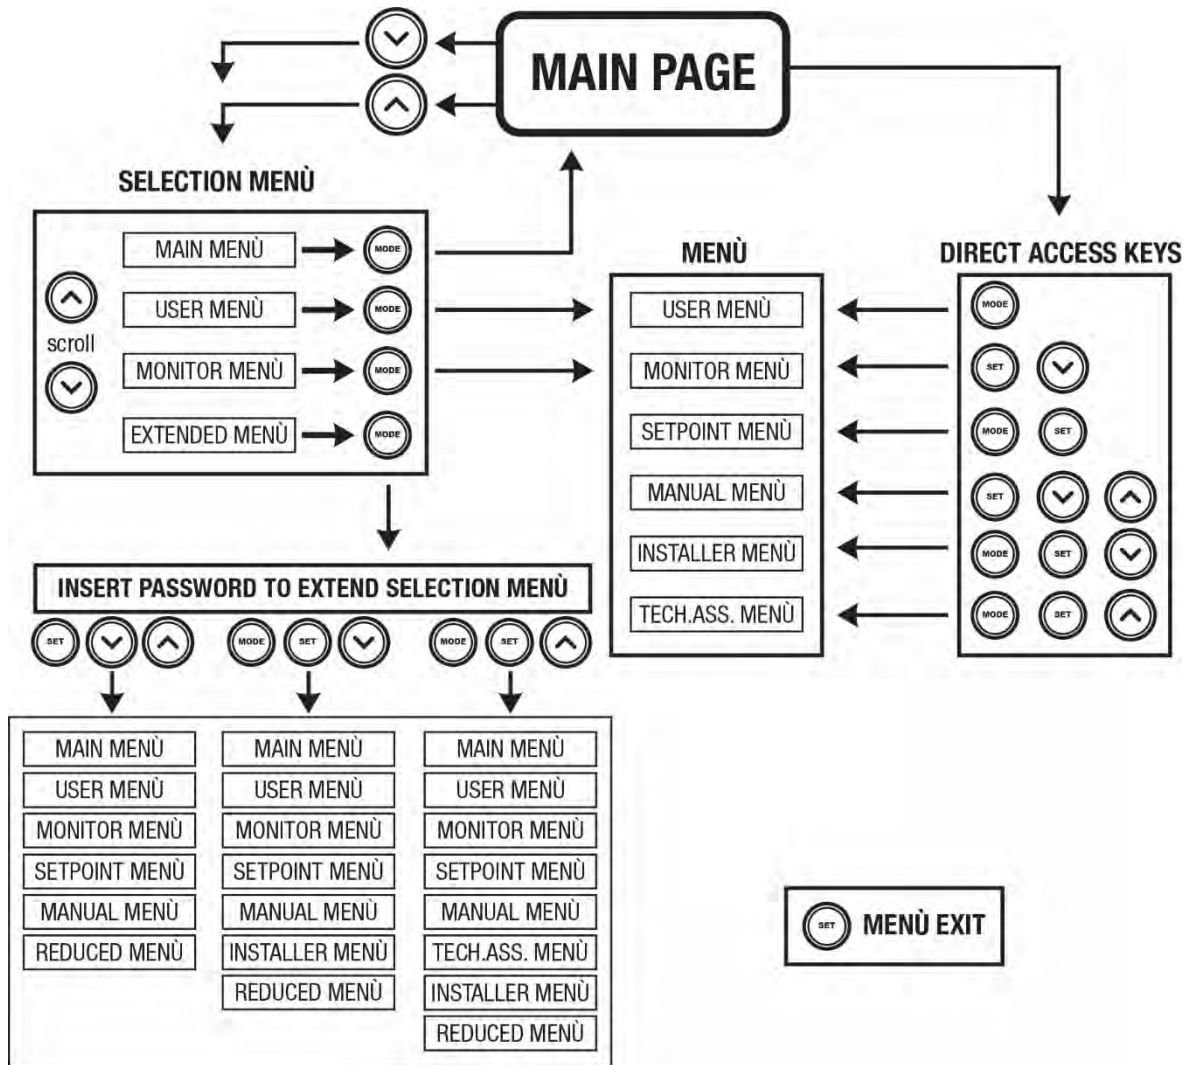 MAIN PAGE
SELECTION MENÙ
MAIN MENÙ MODE
USER MENÙ MODE
scroll
MONITOR MENÙ MODE
EXTENDED MENÙ MODE
MENÙ
USER MENÙ
MONITOR MENÙ
SETPOINT MENÙ
MANUAL MENÙ
INSTALLER MENÙ
TECH.ASS. MENÙ
DIRECT ACCESS KEYS
MODE
SET
MODE SET
SET
MODE SET
MODE SET
INSERT PASSWORD TO EXTEND SELECTION MENÙ
SET MODE SET MODE SET
MAIN MENÙ
USER MENÙ
MONITOR MENÙ
SETPOINT MENÙ
MANUAL MENÙ
REDUCED MENÙ
MAIN MENÙ
USER MENÙ
MONITOR MENÙ
SETPOINT MENÙ
MANUAL MENÙ
INSTALLER MENÙ
REDUCED MENÙ
MAIN MENÙ
USER MENÙ
MONITOR MENÙ
SETPOINT MENÙ
MANUAL MENÙ
TECH.ASS. MENÙ
INSTALLER MENÙ
REDUCED MENÙ
SET MENÙ EXIT